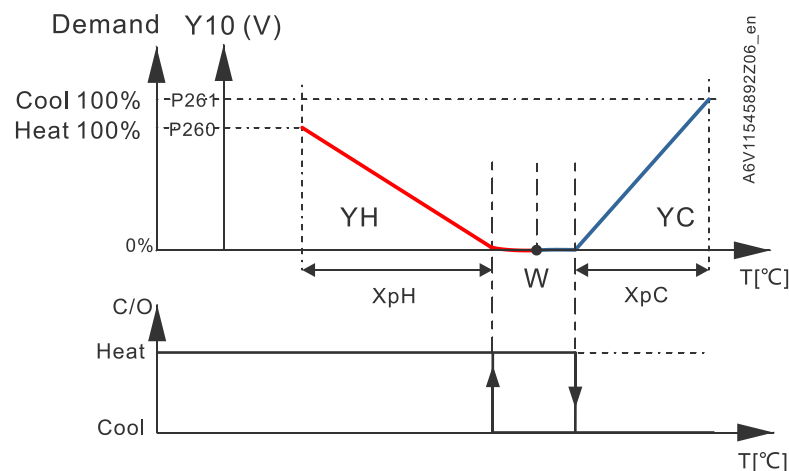 Demand Y10 (V)
Cool 100% P261
Heat 100% P260
YH
YC
0%
W
T[°C]
XpH
XpC
C/O
Heat
Cool
T[°C]
A6V11545892Z06_en